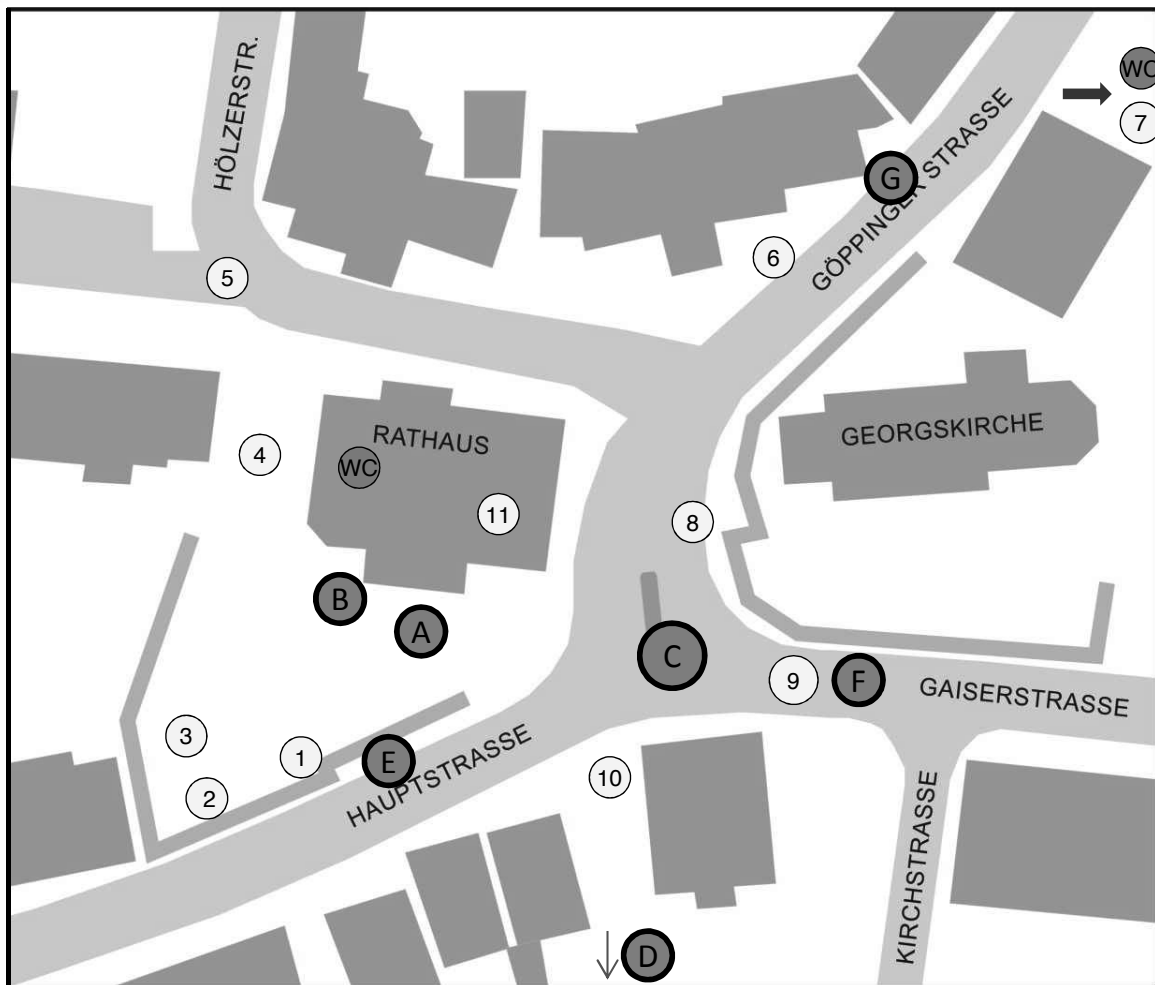 HÖLZERSTR.
WC
7
G
GÖPPINGER STRASSE
6
5
RATHAUS
GEORGSKIRCHE
4
WC
11
8
B
A
C
9
F
GAISERSTRASSE
3
1
E
HAUPTSTRASSE
2
10
KIRCHSTRASSE
D